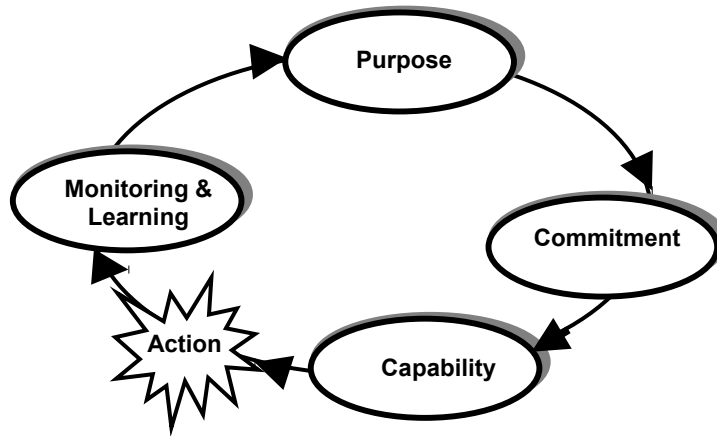 Purpose
Commitment
Capability
Action
Monitoring &
Learning